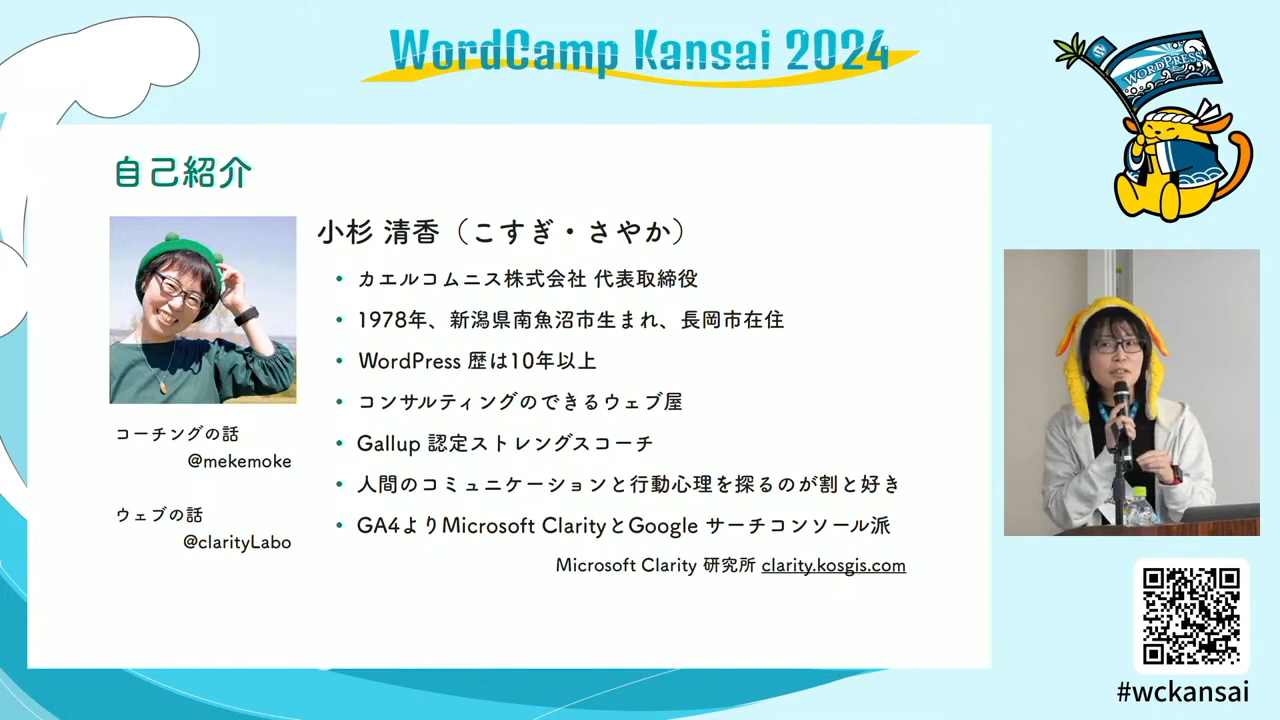 WordCamp Kansai 2024
WORDPRESS
自己紹介
小杉 清香（こすぎ・さやか）
• カエルコムニス株式会社 代表取締役
• 1978年、新潟県南魚沼市生まれ、長岡市在住
• WordPress 歴は10年以上
• コンサルティングのできるウェブ屋
• Gallup 認定ストレングスコーチ
• 人間のコミュニケーションと行動心理を探るのが割と好き
• GA4よりMicrosoft ClarityとGoogle サーチコンソール派
Microsoft Clarity 研究所 clarity.kosgis.com
コーチングの話
@mekemoke
ウェブの話
@clarityLabo
#wckansai